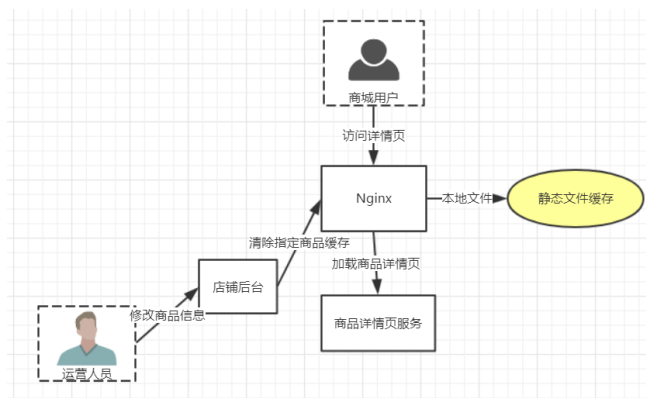 商城用户
访问详情页
Nginx
本地文件
静态文件缓存
清除指定商品缓存
加载商品详情页
店铺后台
修改商品信息
商品详情页服务
运营人员